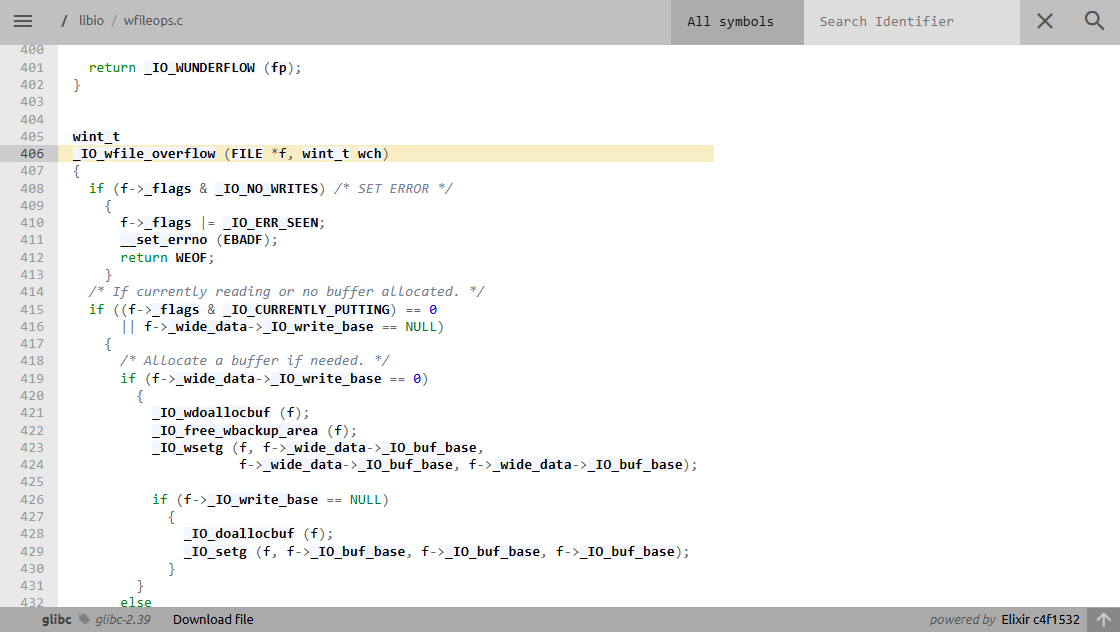 / libio / wfileops.c All symbols Search Identifier
400
401 return _IO_WUNDERFLOW (fp);
402 }
403
404
405 wint_t
406 _IO_wfile_overflow (FILE *f, wint_t wch)
407 {
408 if (f->_flags & _IO_NO_WRITES) /* SET ERROR */
409 {
410 f->_flags |= _IO_ERR_SEEN;
411 __set_errno (EBADF);
412 return WEOF;
413 }
414 /* If currently reading or no buffer allocated. */
415 if ((f->_flags & _IO_CURRENTLY_PUTTING) == 0
416 || f->_wide_data->_IO_write_base == NULL)
417 {
418 /* Allocate a buffer if needed. */
419 if (f->_wide_data->_IO_write_base == 0)
420 {
421 _IO_wdoallocbuf (f);
422 _IO_free_wbackup_area (f);
423 _IO_wsetg (f, f->_wide_data->_IO_buf_base,
424 f->_wide_data->_IO_buf_base, f->_wide_data->_IO_buf_base);
425
426 if (f->_IO_write_base == NULL)
427 {
428 _IO_doallocbuf (f);
429 _IO_setg (f, f->_IO_buf_base, f->_IO_buf_base, f->_IO_buf_base);
430 }
431 }
432 else
glibc glibc-2.39 Download file powered by Elixir c4f1532